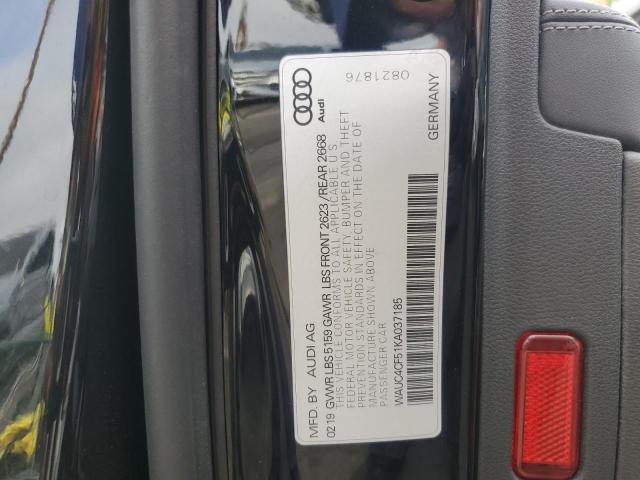 Audi
0821876
MFD. BY AUDI AG
GERMANY
0219 GVWR LBS 5159 GAWR LBS FRONT 2623 / REAR 2668
THIS VEHICLE CONFORMS TO ALL APPLICABLE U.S.
FEDERAL MOTOR VEHICLE SAFETY, BUMPER AND THEFT
PREVENTION STANDARDS IN EFFECT ON THE DATE OF
MANUFACTURE SHOWN ABOVE
PASSENGER CAR
WAUC4CF51KA037185